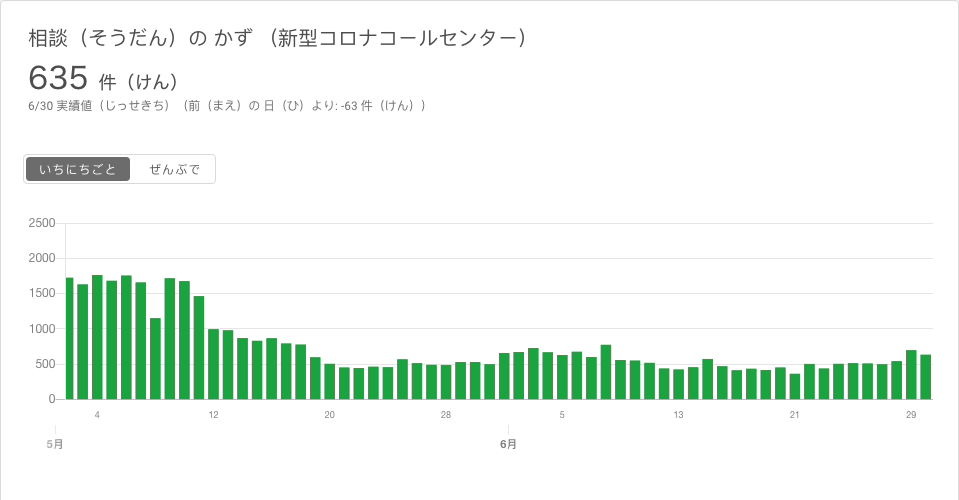 相談（そうだん）の かず （新型コロナコールセンター）
635 件（けん）
6/30 実績値（じっせきち）（前（まえ）の 日（ひ）より: -63 件（けん））
いちにちごと ぜんぶで
2500
2000
1500
1000
500
0
4 12 20 28 5 13 21 29
5月 6月